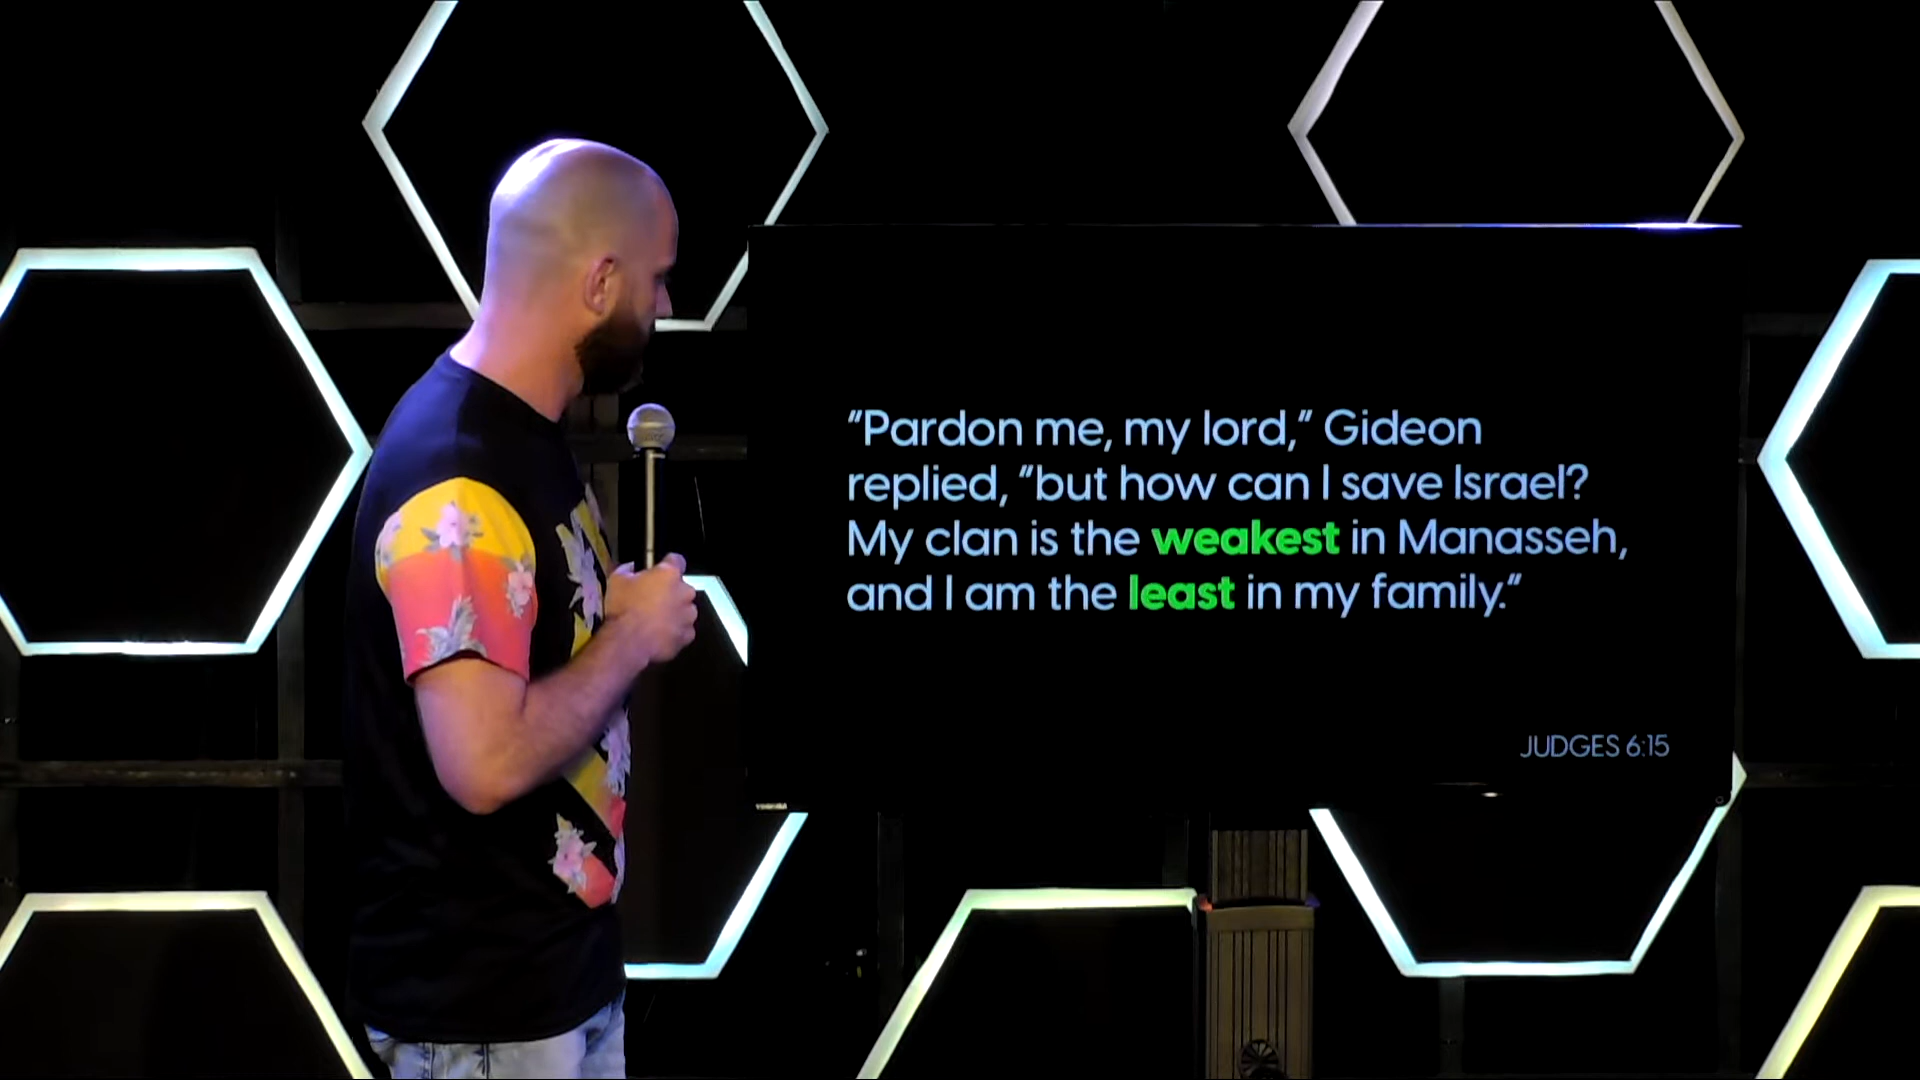 “Pardon me, my lord,” Gideon
replied, “but how can I save Israel?
My clan is the weakest in Manasseh,
and I am the least in my family.”
JUDGES 6:15
TOSHIBA